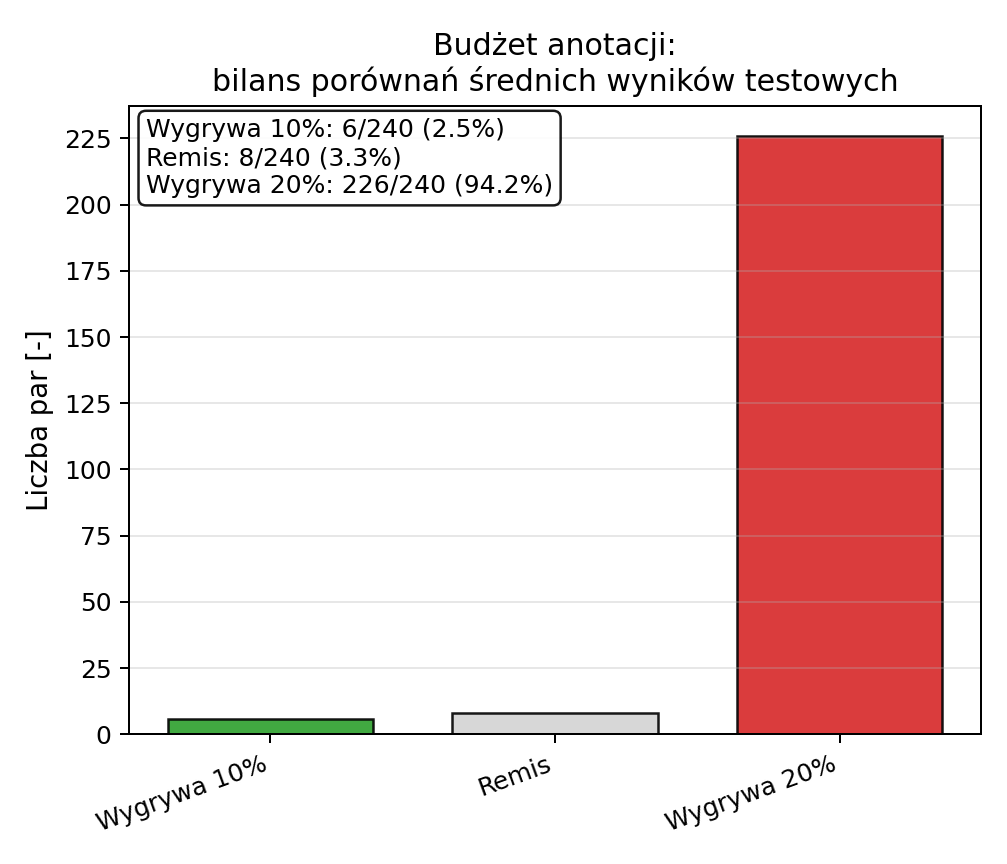 Budżet anotacji:
bilans porównań średnich wyników testowych
Wygrywa 10%: 6/240 (2.5%)
Remis: 8/240 (3.3%)
Wygrywa 20%: 226/240 (94.2%)
Liczba par [-]
225
200
175
150
125
100
75
50
25
0
Wygrywa 10%
Remis
Wygrywa 20%